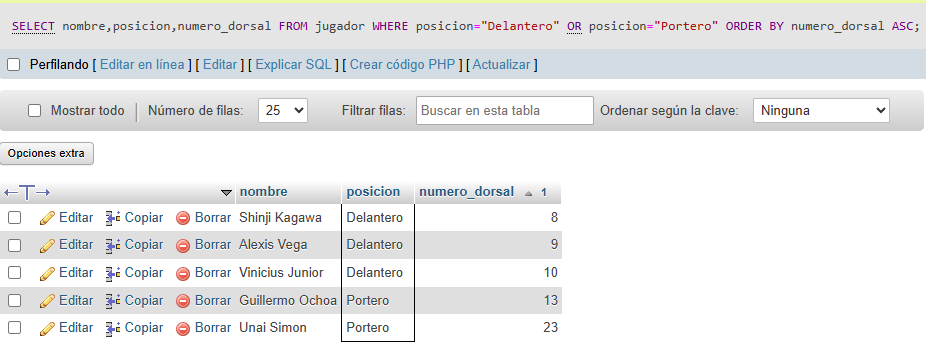 SELECT nombre,posicion,numero_dorsal FROM jugador WHERE posicion="Delantero" OR posicion="Portero" ORDER BY numero_dorsal ASC;
Perfilando [ Editar en línea ] [ Editar ] [ Explicar SQL ] [ Crear código PHP ] [ Actualizar ]
Mostrar todo Número de filas: 25 Filtrar filas: Buscar en esta tabla Ordenar según la clave: Ninguna
Opciones extra
nombre posicion numero_dorsal 1
Editar Copiar Borrar Shinji Kagawa Delantero 8
Editar Copiar Borrar Alexis Vega Delantero 9
Editar Copiar Borrar Vinicius Junior Delantero 10
Editar Copiar Borrar Guillermo Ochoa Portero 13
Editar Copiar Borrar Unai Simon Portero 23